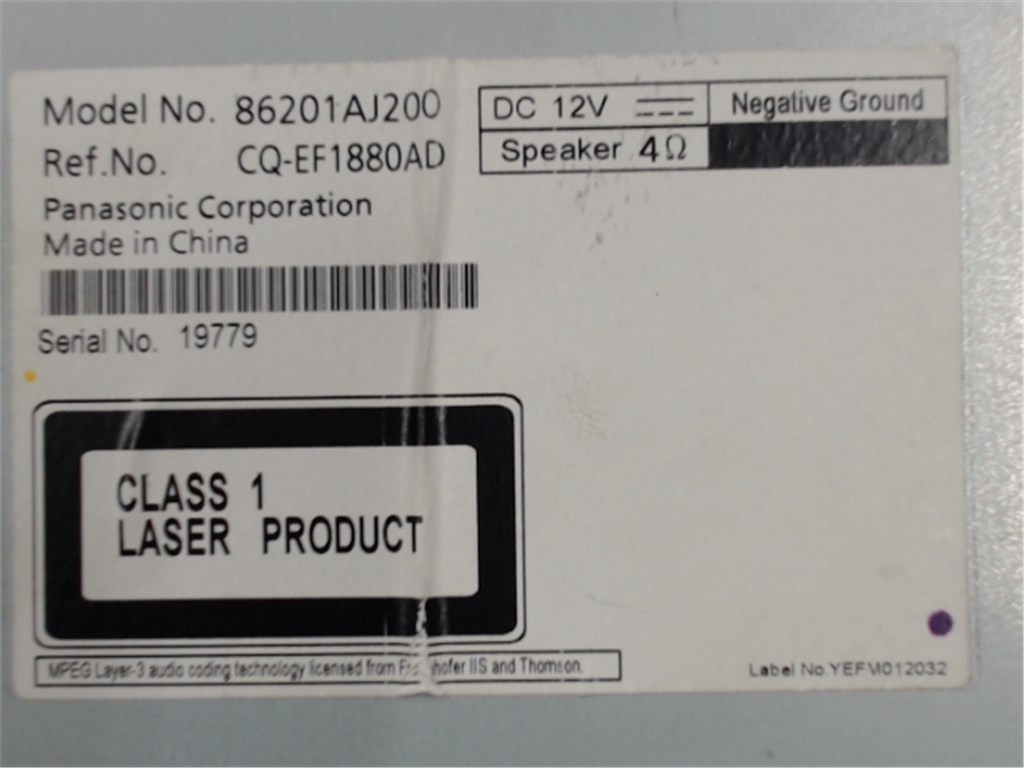 Model No. 86201AJ200
Ref.No. CQ-EF1880AD
Panasonic Corporation
Made in China
Serial No. 19779
DC 12V Negative Ground
Speaker 4Ω
CLASS 1
LASER PRODUCT
MPEG Layer-3 audio coding technology licensed from IIS and Thomson.
Label No.YEFM012032